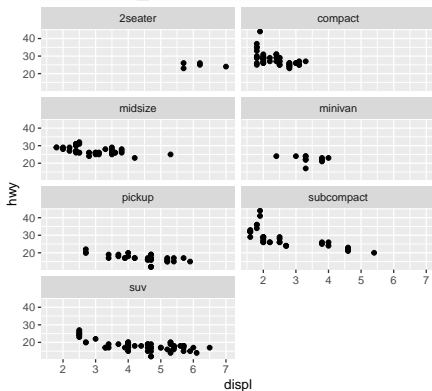 2seater compact
40
30
20
midsize minivan
40
30
20
hwy
pickup subcompact
40
30
20
suv 2 3 4 5 6 7
40
30
20
2 3 4 5 6 7
displ